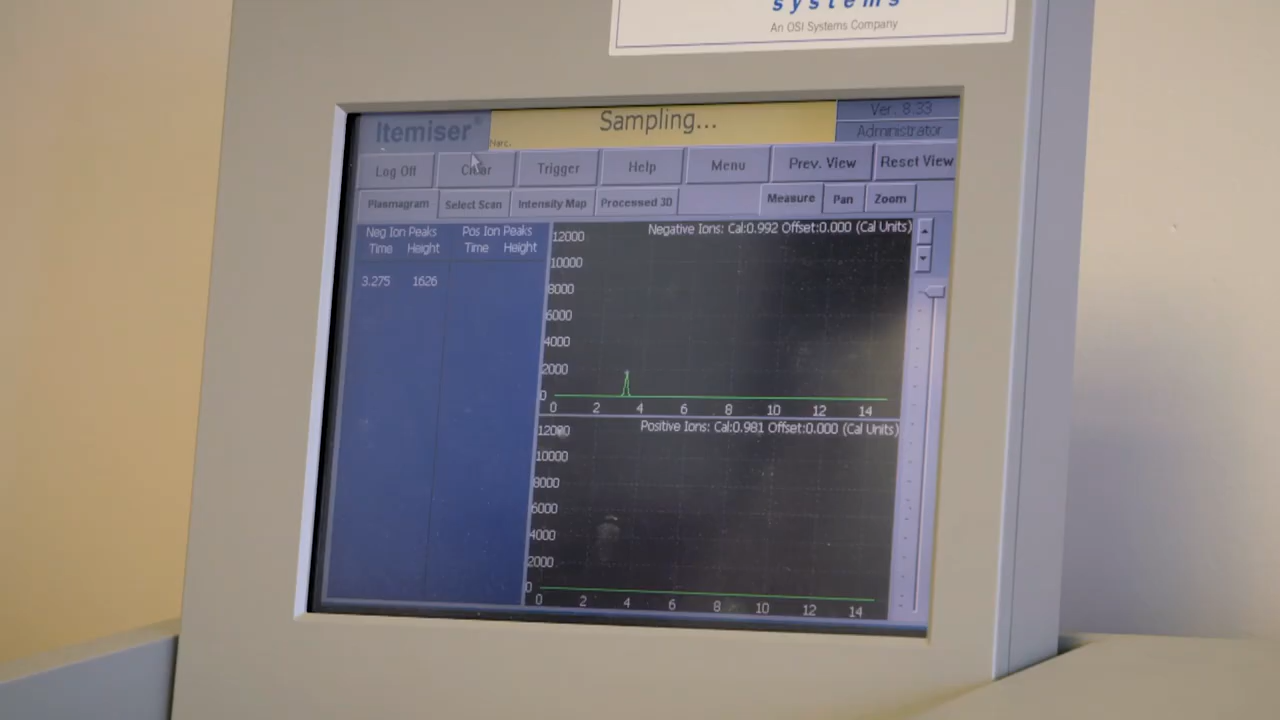 systems
An OSI Systems Company
Itemiser®
Narc.
Sampling...
Ver.. 8.33
Administrator
Log Off
Clear
Trigger
Help
Menu
Prev. View
Reset View
Plasmagram
Select Scan
Intensity Map
Processed 3D
Measure
Pan
Zoom
Neg Ion Peaks
Time Height
Pos Ion Peaks
Time Height
3.275 1626
Negative Ions: Cal:0.992 Offset:0.000 (Cal Units)
12000
10000
8000
6000
4000
2000
0
0 2 4 6 8 10 12 14
Positive Ions: Cal:0.981 Offset:0.000 (Cal Units)
12000
10000
8000
6000
4000
2000
0
0 2 4 6 8 10 12 14